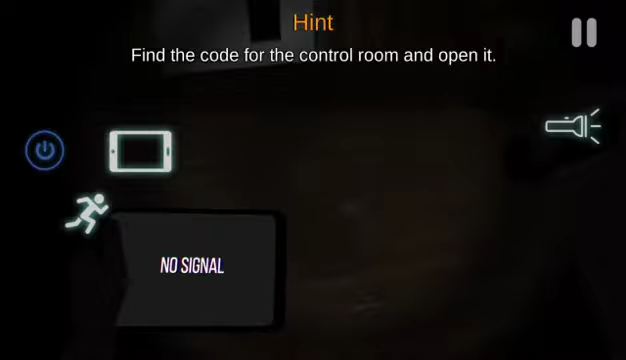 Hint
Find the code for the control room and open it.
NO SIGNAL